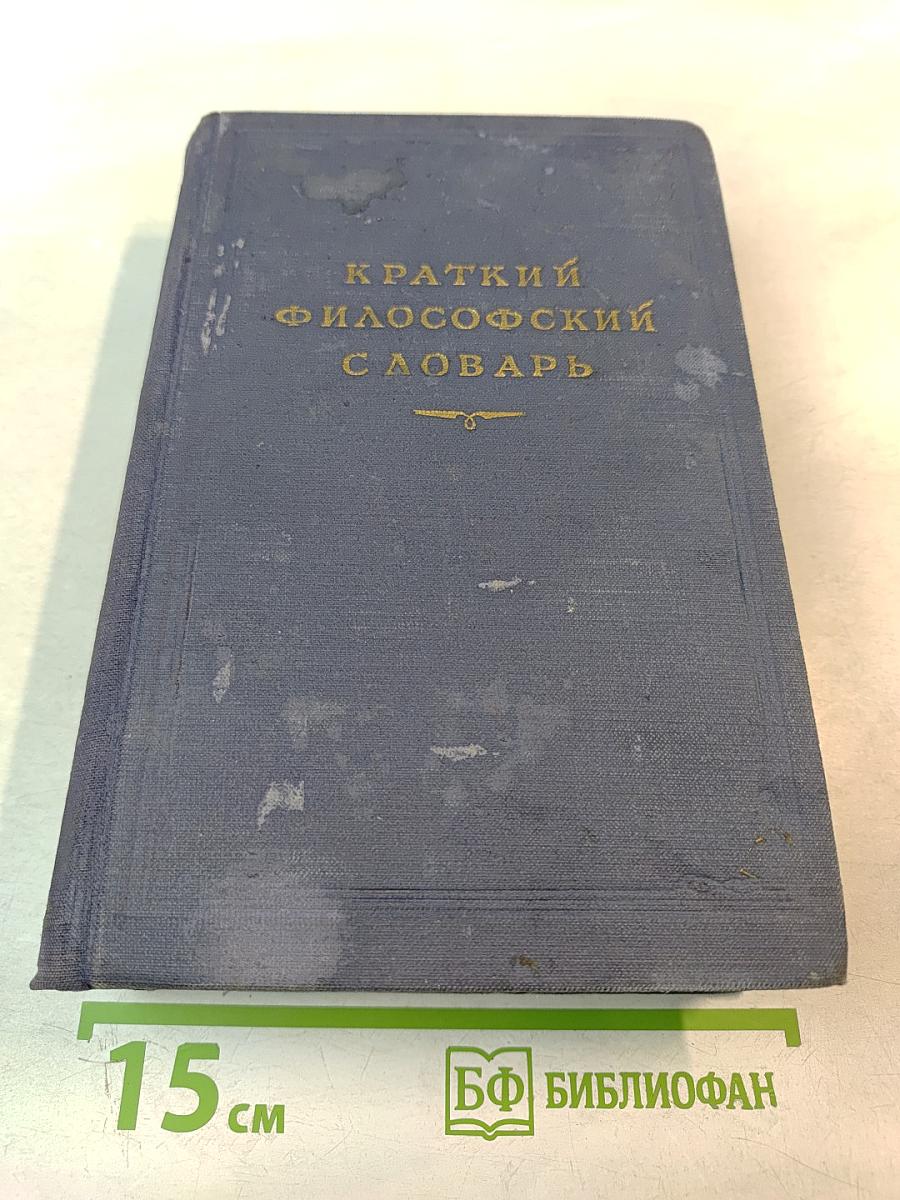 КРАТКИЙ
ФИЛОСОФСКИЙ
СЛОВАРЬ
15 см
БФ БИБЛИОФАН